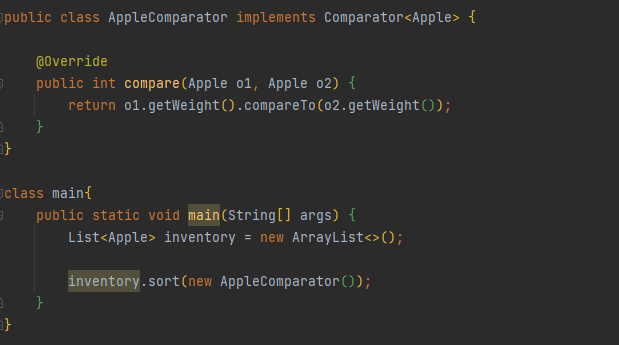 public class AppleComparator implements Comparator<Apple> {
@Override
public int compare(Apple o1, Apple o2) {
return o1.getWeight().compareTo(o2.getWeight());
}
}
class main{
public static void main(String[] args) {
List<Apple> inventory = new ArrayList<>();
inventory.sort(new AppleComparator());
}
}